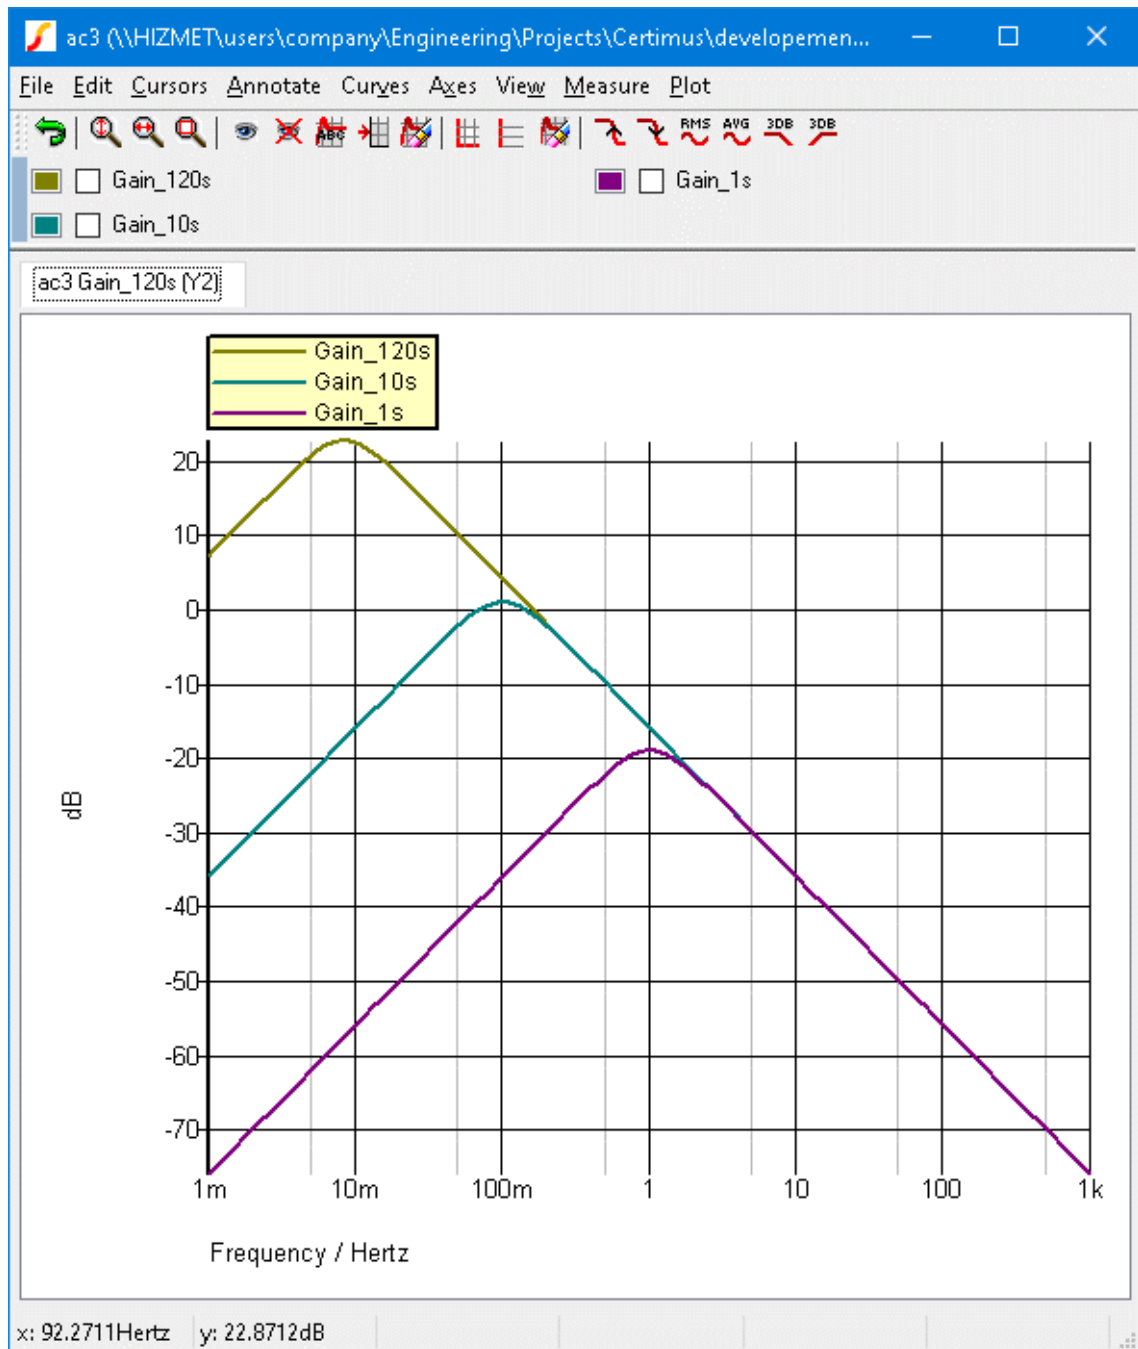 ac3 (\\HIZMET\users\company\Engineering\Projects\Certimus\developemen...
File Edit Cursors Annotate Curves Axes View Measure Plot
ABC RMS AVG 3DB 3DB
Gain_120s Gain_1s
Gain_10s
ac3 Gain_120s (Y2)
Gain_120s
Gain_10s
Gain_1s
20
10
0
-10
-20
-30
-40
-50
-60
-70
dB
1m 10m 100m 1 10 100 1k
Frequency / Hertz
x: 92.2711Hertz y: 22.8712dB